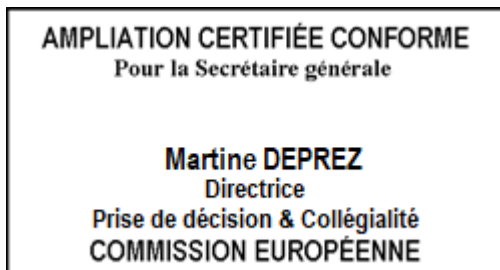 AMPLIATION CERTIFIÉE CONFORME
Pour la Secrétaire générale
Martine DEPREZ
Directrice
Prise de décision & Collégialité
COMMISSION EUROPÉENNE